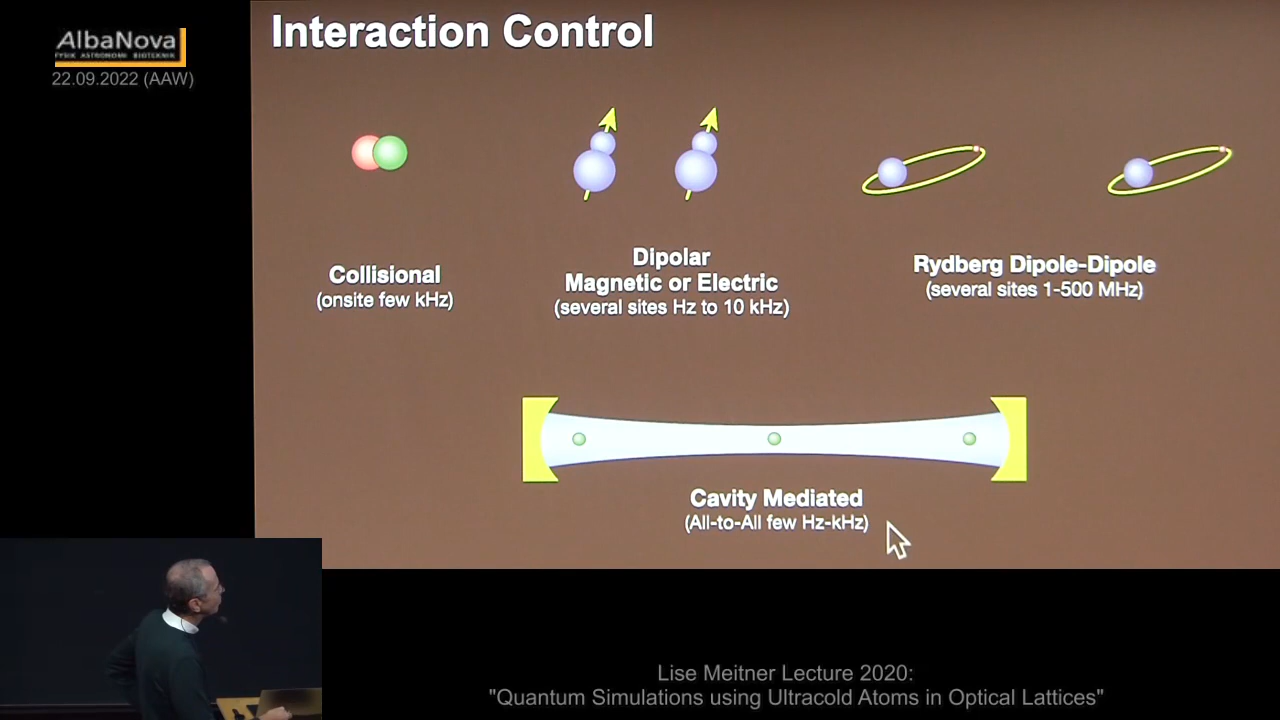 AlbaNova
FYSIK ASTRONOMI BIOTEKNIK
22.09.2022 (AAW)
Interaction Control
Collisional
(onsite few kHz)
Dipolar
Magnetic or Electric
(several sites Hz to 10 kHz)
Rydberg Dipole-Dipole
(several sites 1-500 MHz)
Cavity Mediated
(All-to-All few Hz-kHz)
Lise Meitner Lecture 2020:
"Quantum Simulations using Ultracold Atoms in Optical Lattices"